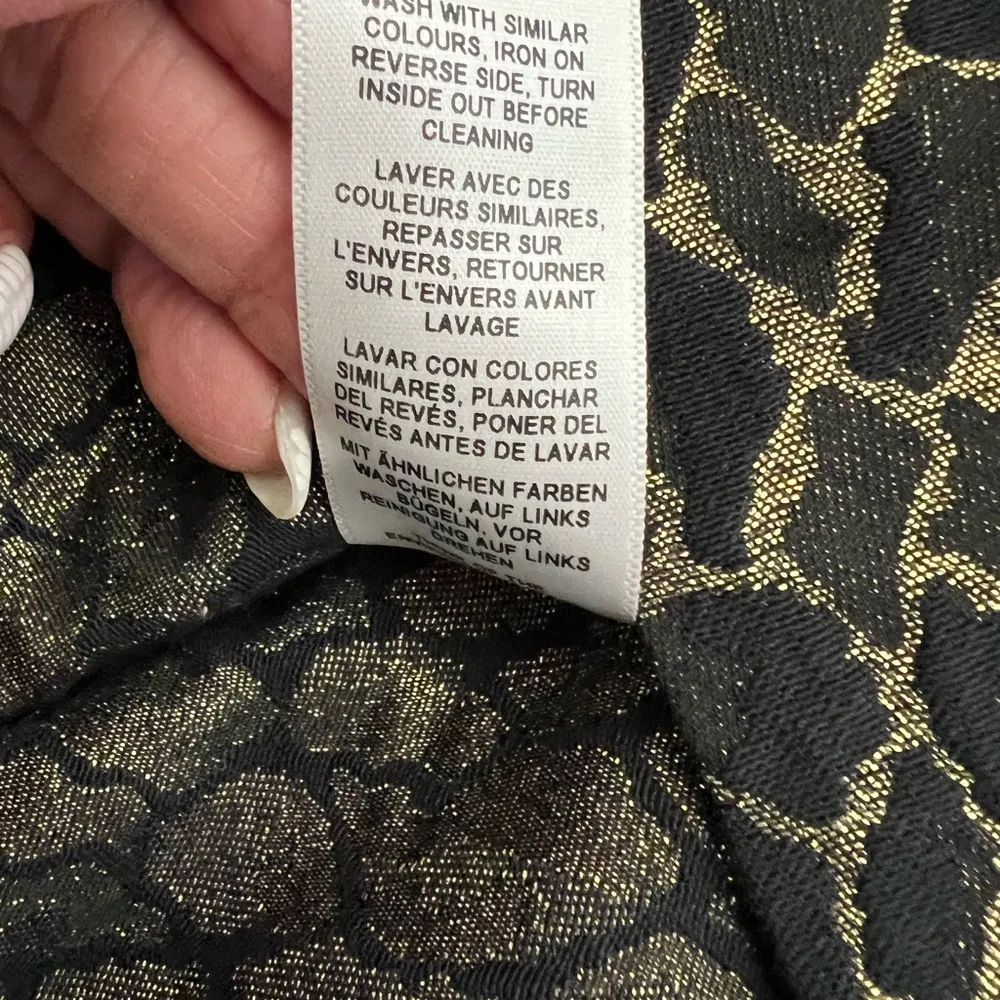 WASH WITH SIMILAR
COLOURS, IRON ON
REVERSE SIDE, TURN
INSIDE OUT BEFORE
CLEANING
LAVER AVEC DES
COULEURS SIMILAIRES,
REPASSER SUR
L'ENVERS, RETOURNER
SUR L'ENVERS AVANT
LAVAGE
LAVAR CON COLORES
SIMILARES, PLANCHAR
DEL REVÉS, PONER DEL
REVÉS ANTES DE LAVAR
MIT ÄHNLICHEN FARBEN
WASCHEN, AUF LINKS
BÜGELN, VOR
REINIGUNG AUF LINKS
DREHEN